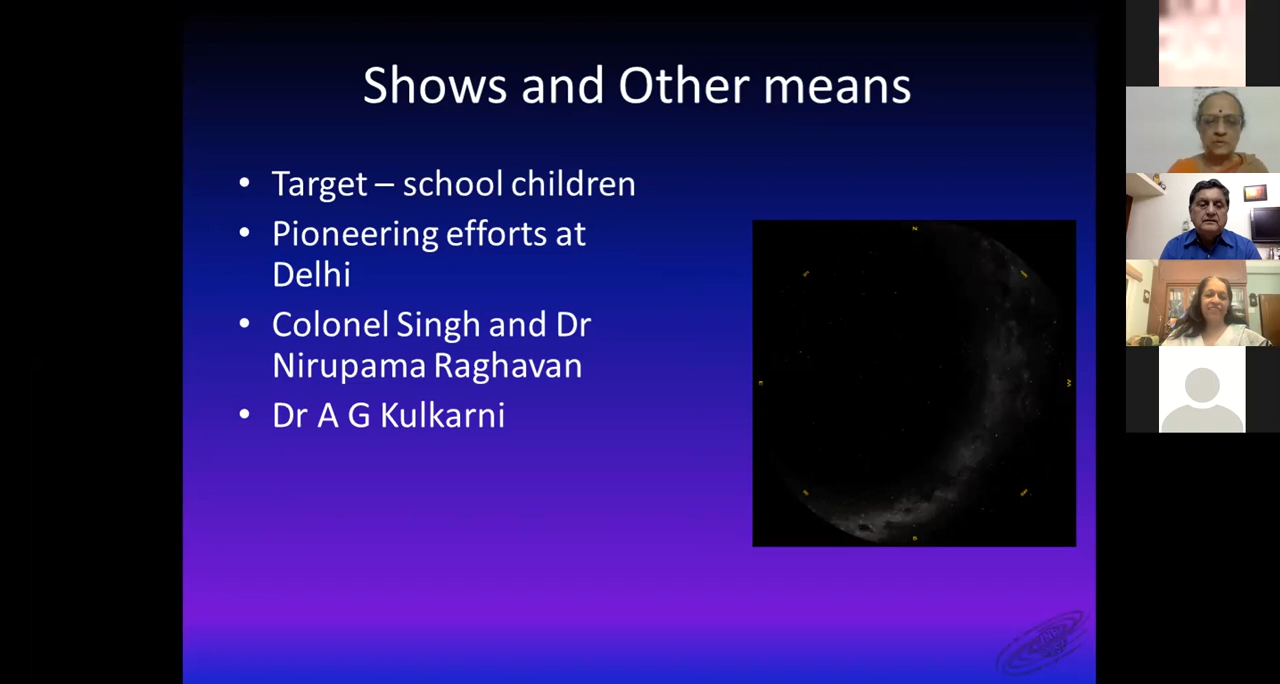 Shows and Other means
• Target – school children
• Pioneering efforts at
Delhi
• Colonel Singh and Dr
Nirupama Raghavan
• Dr A G Kulkarni
N
E
W
S